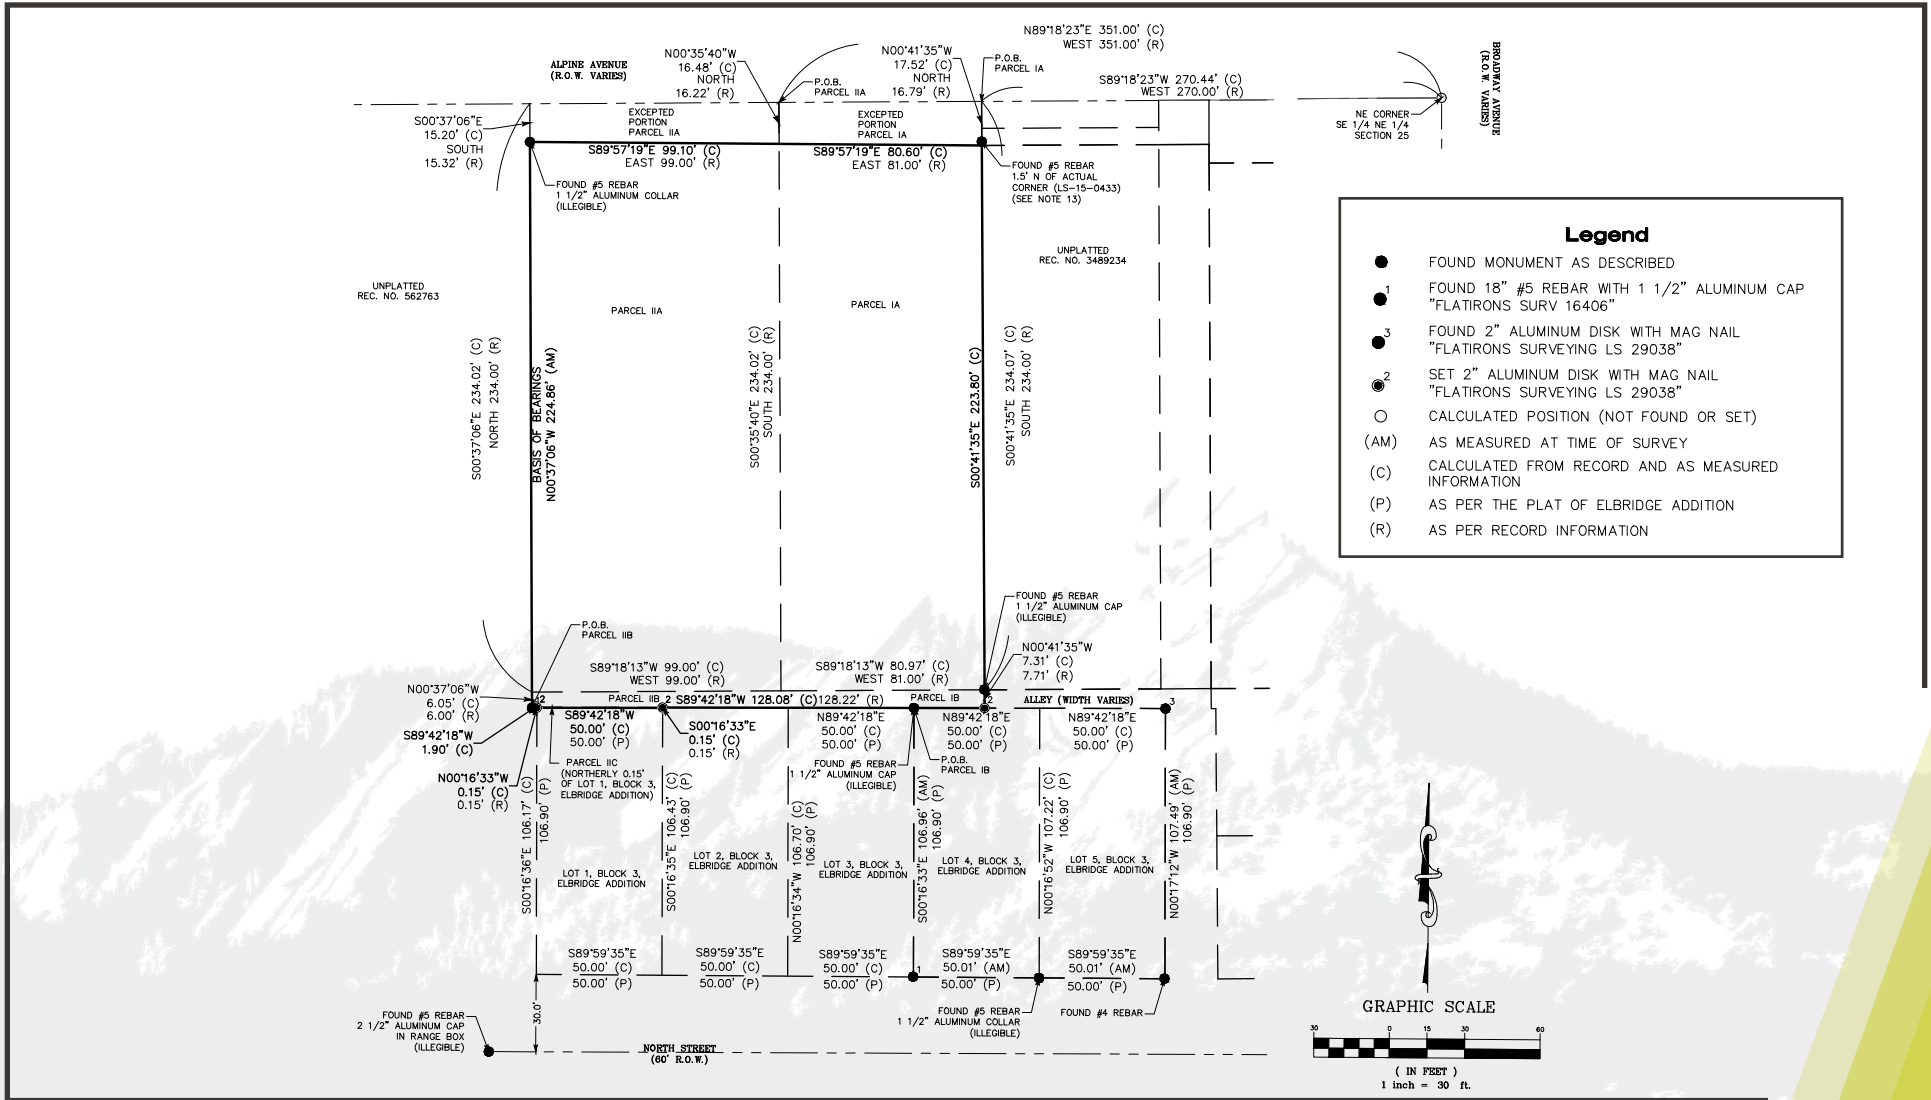 N89°18'23"E 351.00' (C)
WEST 351.00' (R)
BROADWAY AVENUE
(R.O.W. VARIES)
ALPINE AVENUE
(R.O.W. VARIES)
N00°35'40"W
16.48' (C)
NORTH
16.22' (R)
P.O.B.
PARCEL IIA
N00°41'35"W
17.52' (C)
NORTH
16.79' (R)
P.O.B.
PARCEL IA
S89°18'23"W 270.44' (C)
WEST 270.00' (R)
NE CORNER
SE 1/4 NE 1/4
SECTION 25
S00°37'06"E
15.20' (C)
SOUTH
15.32' (R)
EXCEPTED
PORTION
PARCEL IIA
EXCEPTED
PORTION
PARCEL IA
S89°57'19"E 99.10' (C)
EAST 99.00' (R)
S89°57'19"E 80.60' (C)
EAST 81.00' (R)
FOUND #5 REBAR
1 1/2" ALUMINUM COLLAR
(ILLEGIBLE)
FOUND #5 REBAR
1.5' N OF ACTUAL
CORNER (LS-15-0433)
(SEE NOTE 13)
UNPLATTED
REC. NO. 3489234
UNPLATTED
REC. NO. 562763
PARCEL IIA
PARCEL IA
S00°37'06"E 234.02' (C)
NORTH 234.00' (R)
BASIS OF BEARINGS
N00°37'06"W 224.86' (AM)
S00°35'40"E 234.02' (C)
SOUTH 234.00' (R)
S00°41'35"E 223.80' (C)
S00°41'35"E 234.07' (C)
SOUTH 234.00' (R)
Legend
FOUND MONUMENT AS DESCRIBED
1
FOUND 18" #5 REBAR WITH 1 1/2" ALUMINUM CAP
"FLATIRONS SURV 16406"
3
FOUND 2" ALUMINUM DISK WITH MAG NAIL
"FLATIRONS SURVEYING LS 29038"
2
SET 2" ALUMINUM DISK WITH MAG NAIL
"FLATIRONS SURVEYING LS 29038"
CALCULATED POSITION (NOT FOUND OR SET)
(AM) AS MEASURED AT TIME OF SURVEY
(C) CALCULATED FROM RECORD AND AS MEASURED
INFORMATION
(P) AS PER THE PLAT OF ELBRIDGE ADDITION
(R) AS PER RECORD INFORMATION
P.O.B.
PARCEL IIB
FOUND #5 REBAR
1 1/2" ALUMINUM CAP
(ILLEGIBLE)
N00°41'35"W
7.31' (C)
7.71' (R)
S89°18'13"W 99.00' (C)
WEST 99.00' (R)
S89°18'13"W 80.97' (C)
WEST 81.00' (R)
N00°37'06"W
6.05' (C)
6.00' (R)
2
PARCEL IIB
2
S89°42'18"W 128.08' (C)
128.22' (R)
PARCEL IB
2
ALLEY (WIDTH VARIES)
3
S89°42'18"W
1.90' (C)
S89°42'18"W
50.00' (C)
50.00' (P)
S00°16'33"E
0.15' (C)
0.15' (R)
N89°42'18"E
50.00' (C)
50.00' (P)
N89°42'18"E
50.00' (C)
50.00' (P)
N89°42'18"E
50.00' (C)
50.00' (P)
N00°16'33"W
0.15' (C)
0.15' (R)
PARCEL IIC
(NORTHERLY 0.15'
OF LOT 1, BLOCK 3,
ELBRIDGE ADDITION)
FOUND #5 REBAR
1 1/2" ALUMINUM CAP
(ILLEGIBLE)
P.O.B.
PARCEL IB
S00°16'36"E 106.17' (C)
106.90' (P)
S00°16'35"E 106.43' (C)
106.90' (P)
N00°16'34"W 106.70' (C)
106.90' (P)
S00°16'33"E 106.96' (AM)
106.90' (P)
N00°16'52"W 107.22' (C)
106.90' (P)
N00°17'12"W 107.49' (AM)
106.90' (P)
LOT 1, BLOCK 3,
ELBRIDGE ADDITION
LOT 2, BLOCK 3,
ELBRIDGE ADDITION
LOT 3, BLOCK 3,
ELBRIDGE ADDITION
LOT 4, BLOCK 3,
ELBRIDGE ADDITION
LOT 5, BLOCK 3,
ELBRIDGE ADDITION
S89°59'35"E
50.00' (C)
50.00' (P)
S89°59'35"E
50.00' (C)
50.00' (P)
S89°59'35"E
50.00' (C)
50.00' (P)
1
S89°59'35"E
50.01' (AM)
50.00' (P)
S89°59'35"E
50.01' (AM)
50.00' (P)
30.0'
FOUND #5 REBAR
2 1/2" ALUMINUM CAP
IN RANGE BOX
(ILLEGIBLE)
FOUND #5 REBAR
1 1/2" ALUMINUM COLLAR
(ILLEGIBLE)
FOUND #4 REBAR
NORTH STREET
(60' R.O.W.)
GRAPHIC SCALE
30 0 15 30 60
( IN FEET )
1 inch = 30 ft.